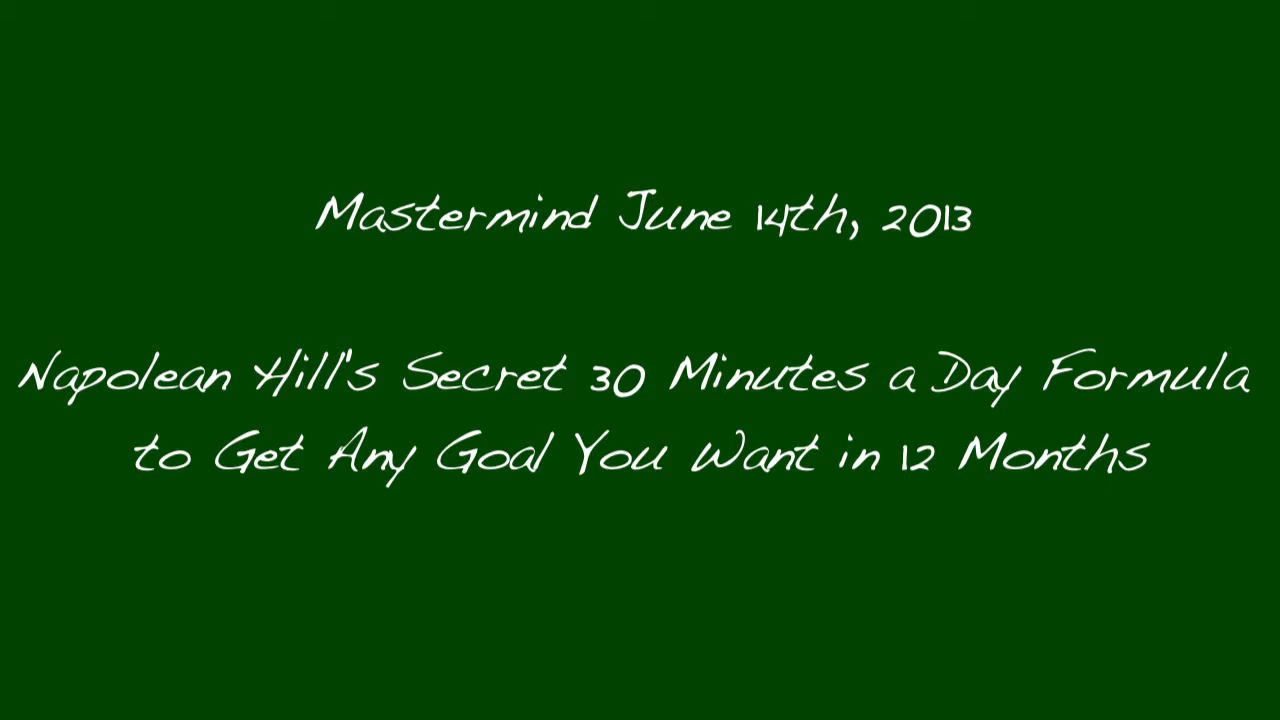 Mastermind June 14th, 2013
Napolean Hill's Secret 30 Minutes a Day Formula
to Get Any Goal You Want in 12 Months